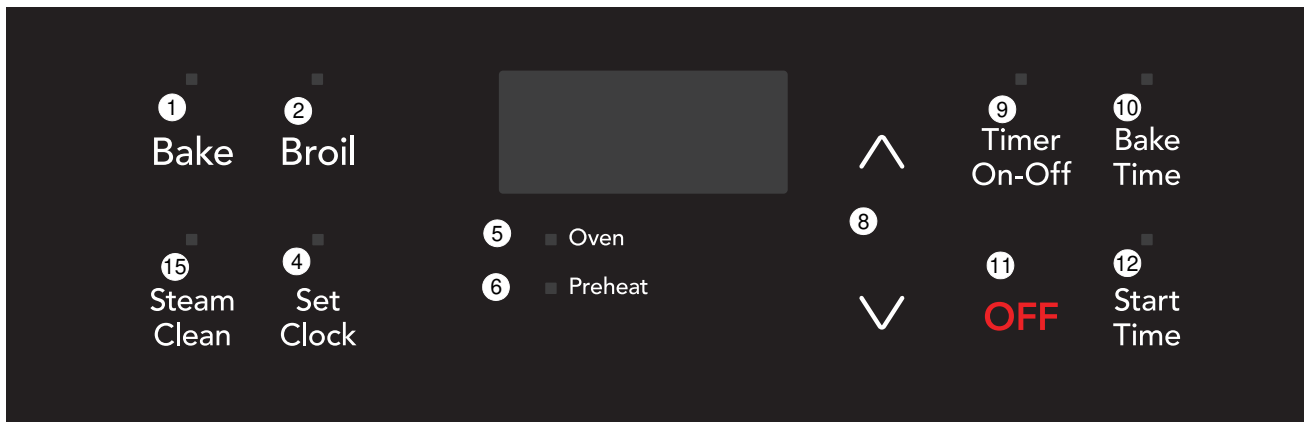 1
Bake
2
Broil
15
Steam
Clean
4
Set
Clock
5
Oven
6
Preheat
8
9
Timer
On-Off
10
Bake
Time
11
OFF
12
Start
Time